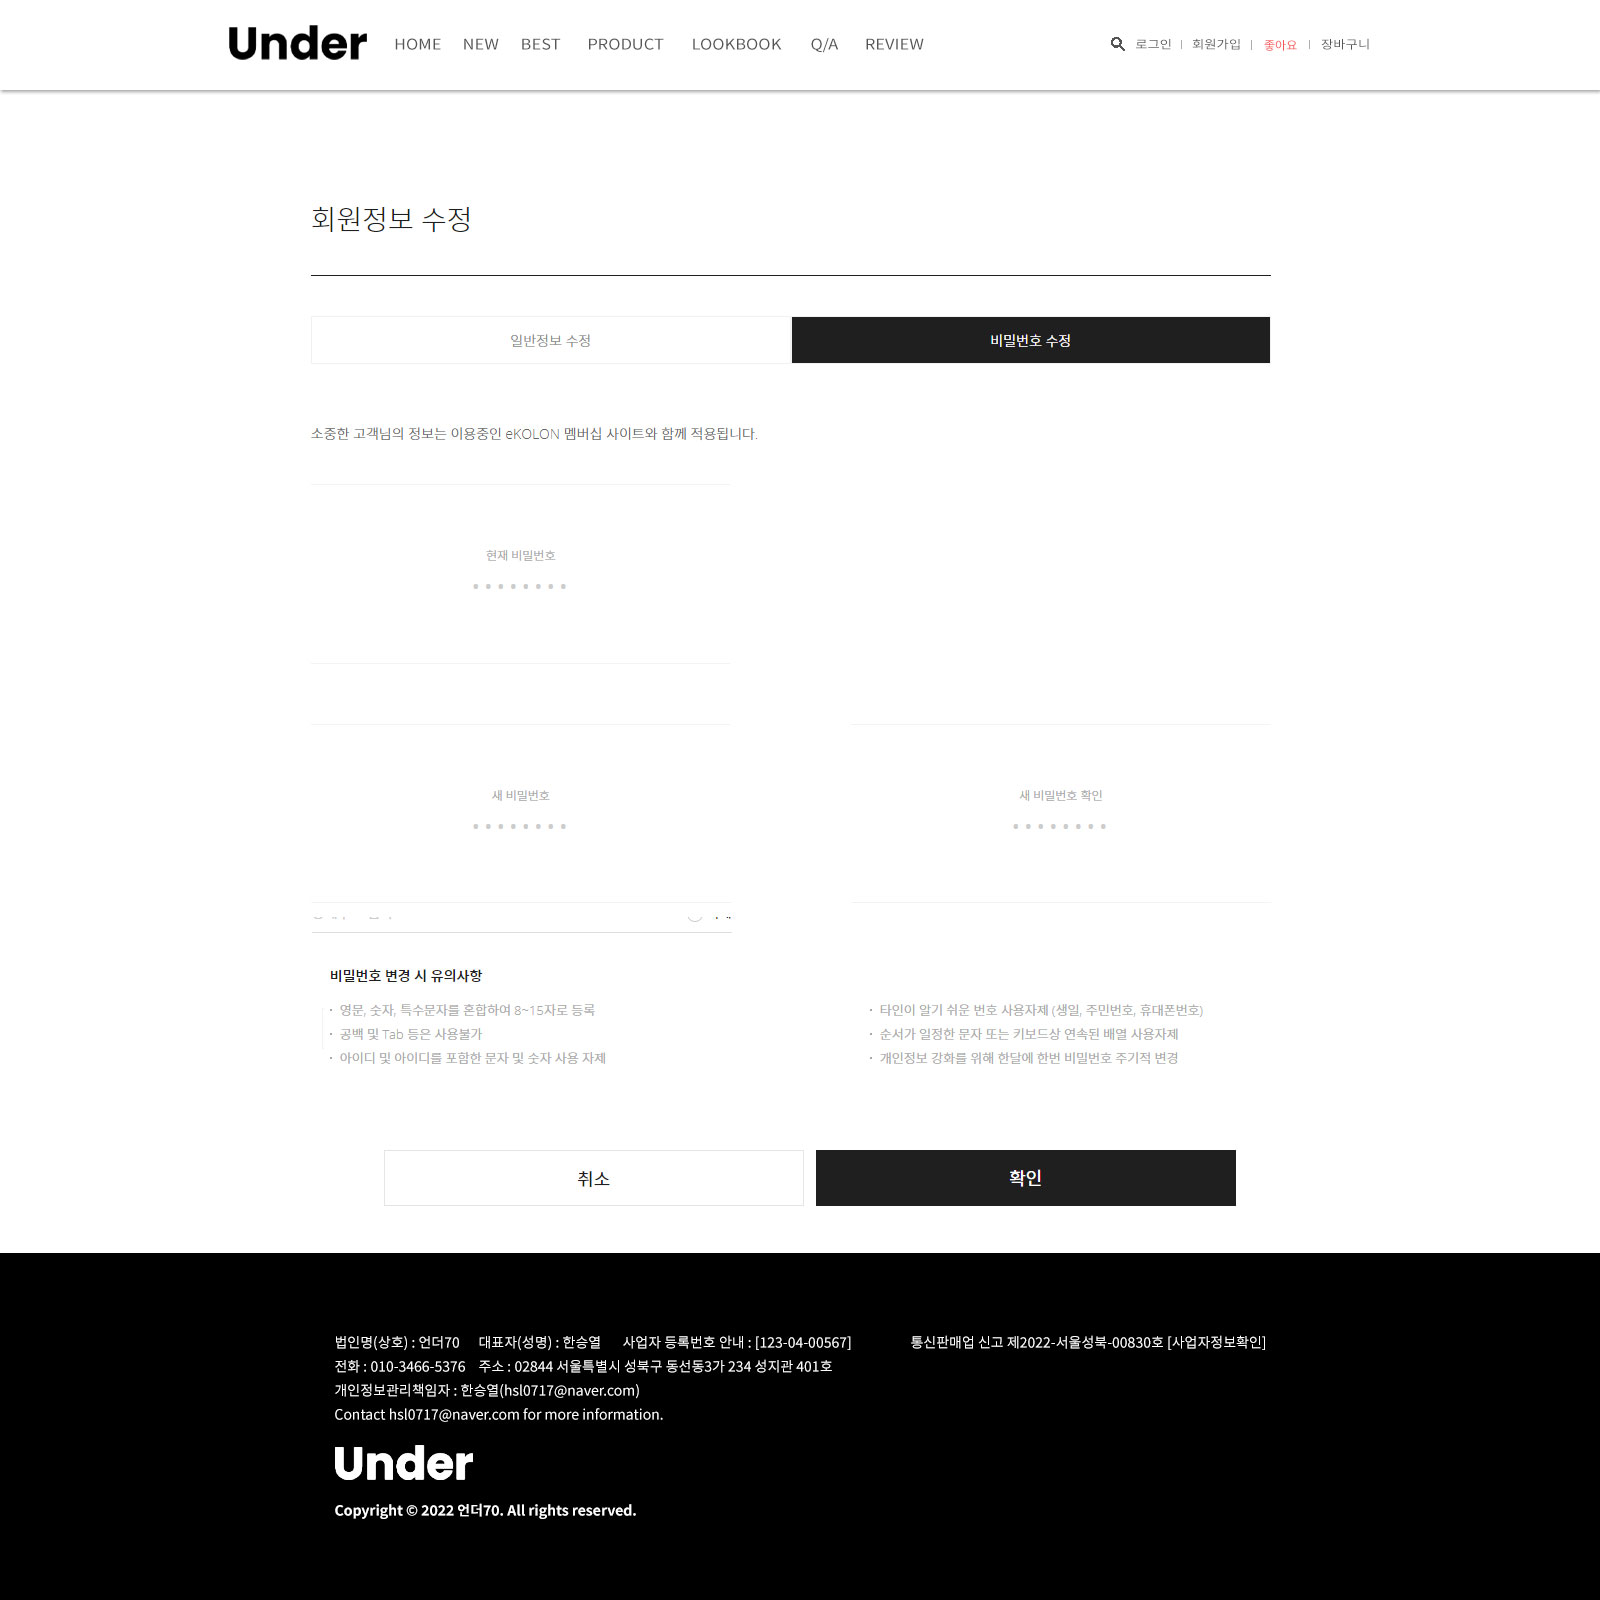 Under HOME NEW BEST PRODUCT LOOKBOOK Q/A REVIEW 로그인 회원가입 좋아요 장바구니
회원정보 수정
일반정보 수정 비밀번호 수정
소중한 고객님의 정보는 이용중인 eKOLON 멤버십 사이트와 함께 적용됩니다.
현재 비밀번호
새 비밀번호 새 비밀번호 확인
비밀번호 변경 시 유의사항
· 영문, 숫자, 특수문자를 혼합하여 8~15자로 등록
· 공백 및 Tab 등은 사용불가
· 아이디 및 아이디를 포함한 문자 및 숫자 사용 자제
· 타인이 알기 쉬운 번호 사용자제 (생일, 주민번호, 휴대폰번호)
· 순서가 일정한 문자 또는 키보드상 연속된 배열 사용자제
· 개인정보 강화를 위해 한달에 한번 비밀번호 주기적 변경
취소 확인
법인명(상호) : 언더70 대표자(성명) : 한승열 사업자 등록번호 안내 : [123-04-00567] 통신판매업 신고 제2022-서울성북-00830호 [사업자정보확인]
전화 : 010-3466-5376 주소 : 02844 서울특별시 성북구 동선동3가 234 성지관 401호
개인정보관리책임자 : 한승열(hsl0717@naver.com)
Contact hsl0717@naver.com for more information.
Under
Copyright © 2022 언더70. All rights reserved.